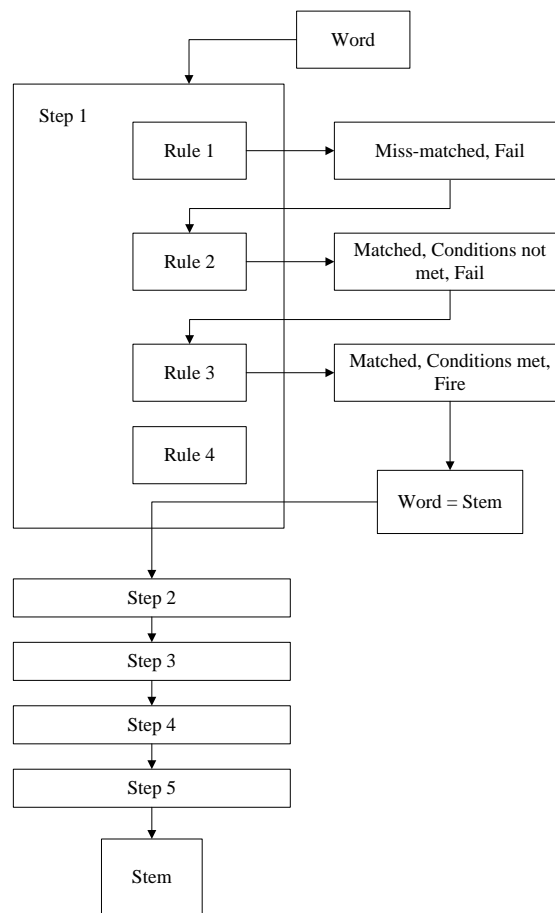 Word
Step 1
Rule 1
Miss-matched, Fail
Rule 2
Matched, Conditions not
met, Fail
Rule 3
Matched, Conditions met,
Fire
Rule 4
Word = Stem
Step 2
Step 3
Step 4
Step 5
Stem